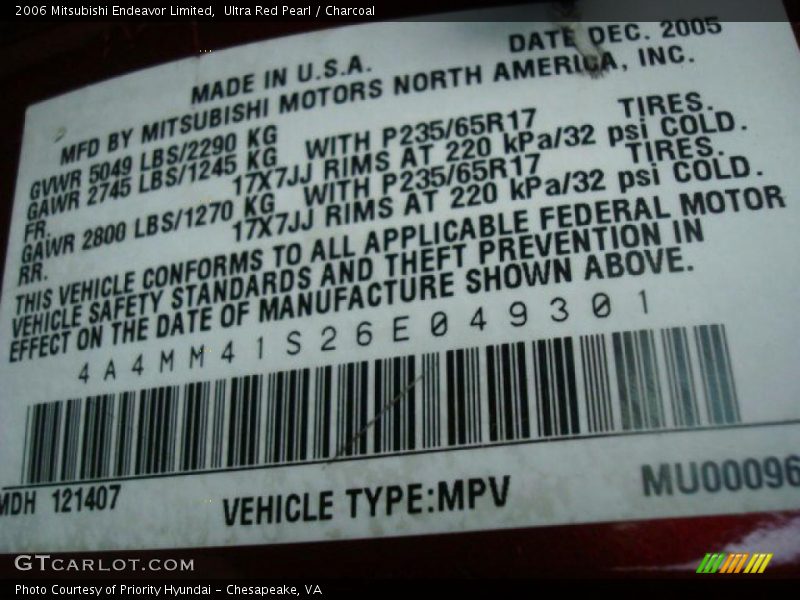 2006 Mitsubishi Endeavor Limited,  Ultra Red Pearl / Charcoal
DATE DEC. 2005
MADE IN U.S.A.
MFD BY MITSUBISHI MOTORS NORTH AMERICA, INC.
GVWR 5049 LBS/2290 KG
GAWR 2745 LBS/1245 KG WITH P235/65R17 TIRES.
FR. 17X7JJ RIMS AT 220 kPa/32 psi COLD.
GAWR 2800 LBS/1270 KG WITH P235/65R17 TIRES.
RR. 17X7JJ RIMS AT 220 kPa/32 psi COLD.
THIS VEHICLE CONFORMS TO ALL APPLICABLE FEDERAL MOTOR
VEHICLE SAFETY STANDARDS AND THEFT PREVENTION IN
EFFECT ON THE DATE OF MANUFACTURE SHOWN ABOVE.
4A4MM41S26E049301
MDH 121407 VEHICLE TYPE:MPV MU00096
GTCARLOT.COM
Photo Courtesy of Priority Hyundai - Chesapeake, VA